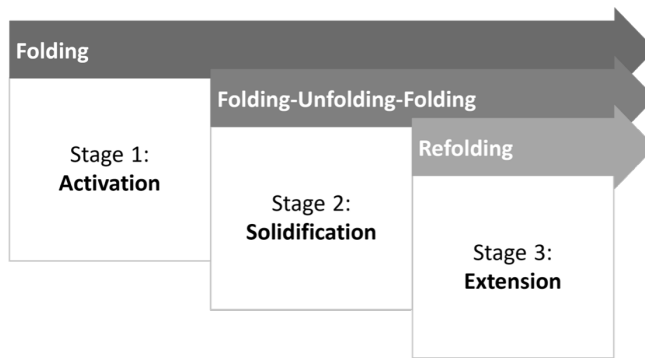 Folding
Folding-Unfolding-Folding
Refolding
Stage 1:
Activation
Stage 2:
Solidification
Stage 3:
Extension